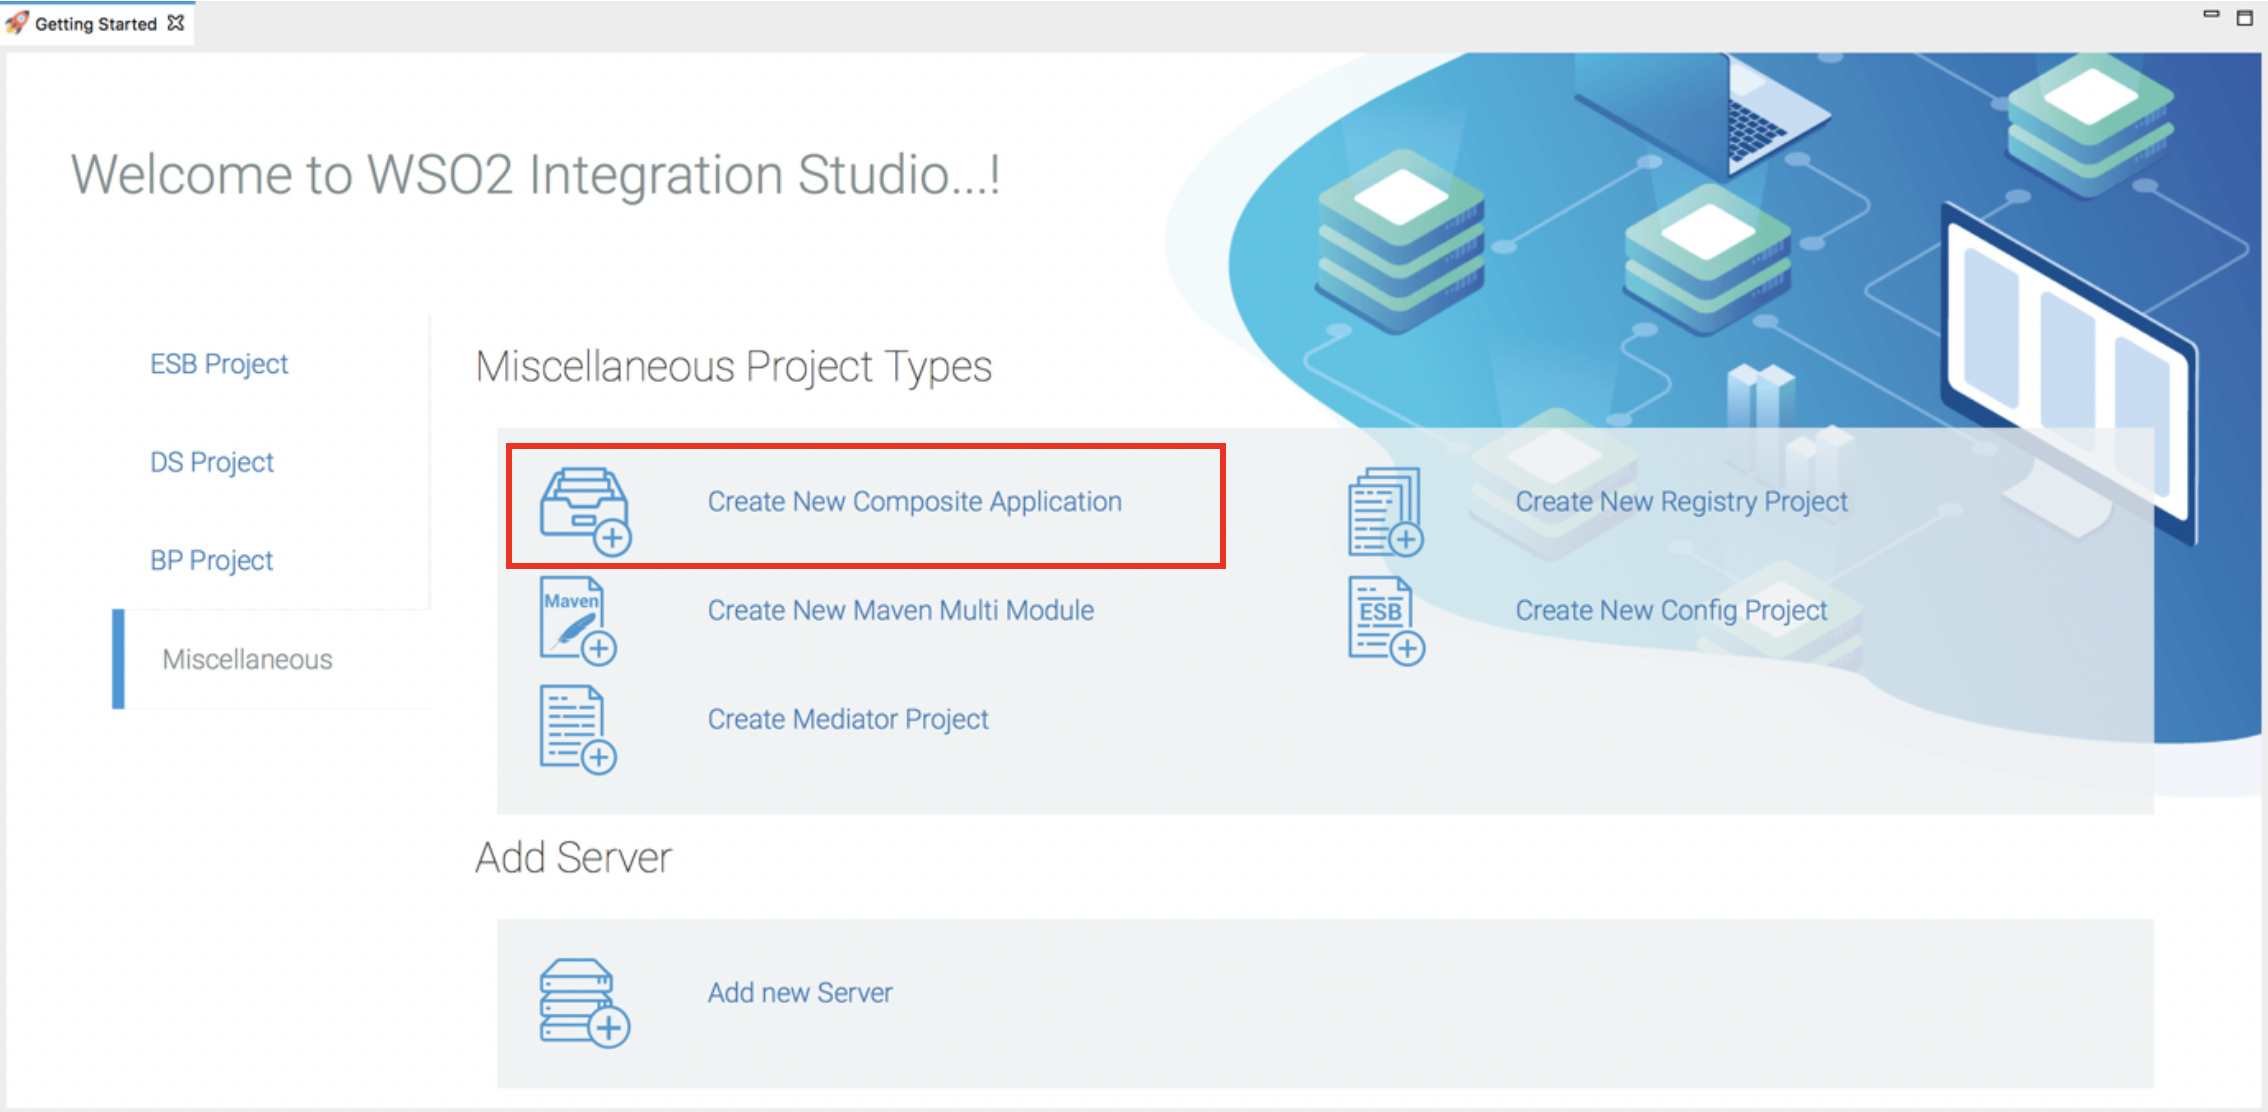 Getting Started
Welcome to WSO2 Integration Studio...!
ESB Project
DS Project
BP Project
Miscellaneous
Miscellaneous Project Types
Create New Composite Application
Create New Registry Project
Maven
Create New Maven Multi Module
ESB
Create New Config Project
Create Mediator Project
Add Server
Add new Server